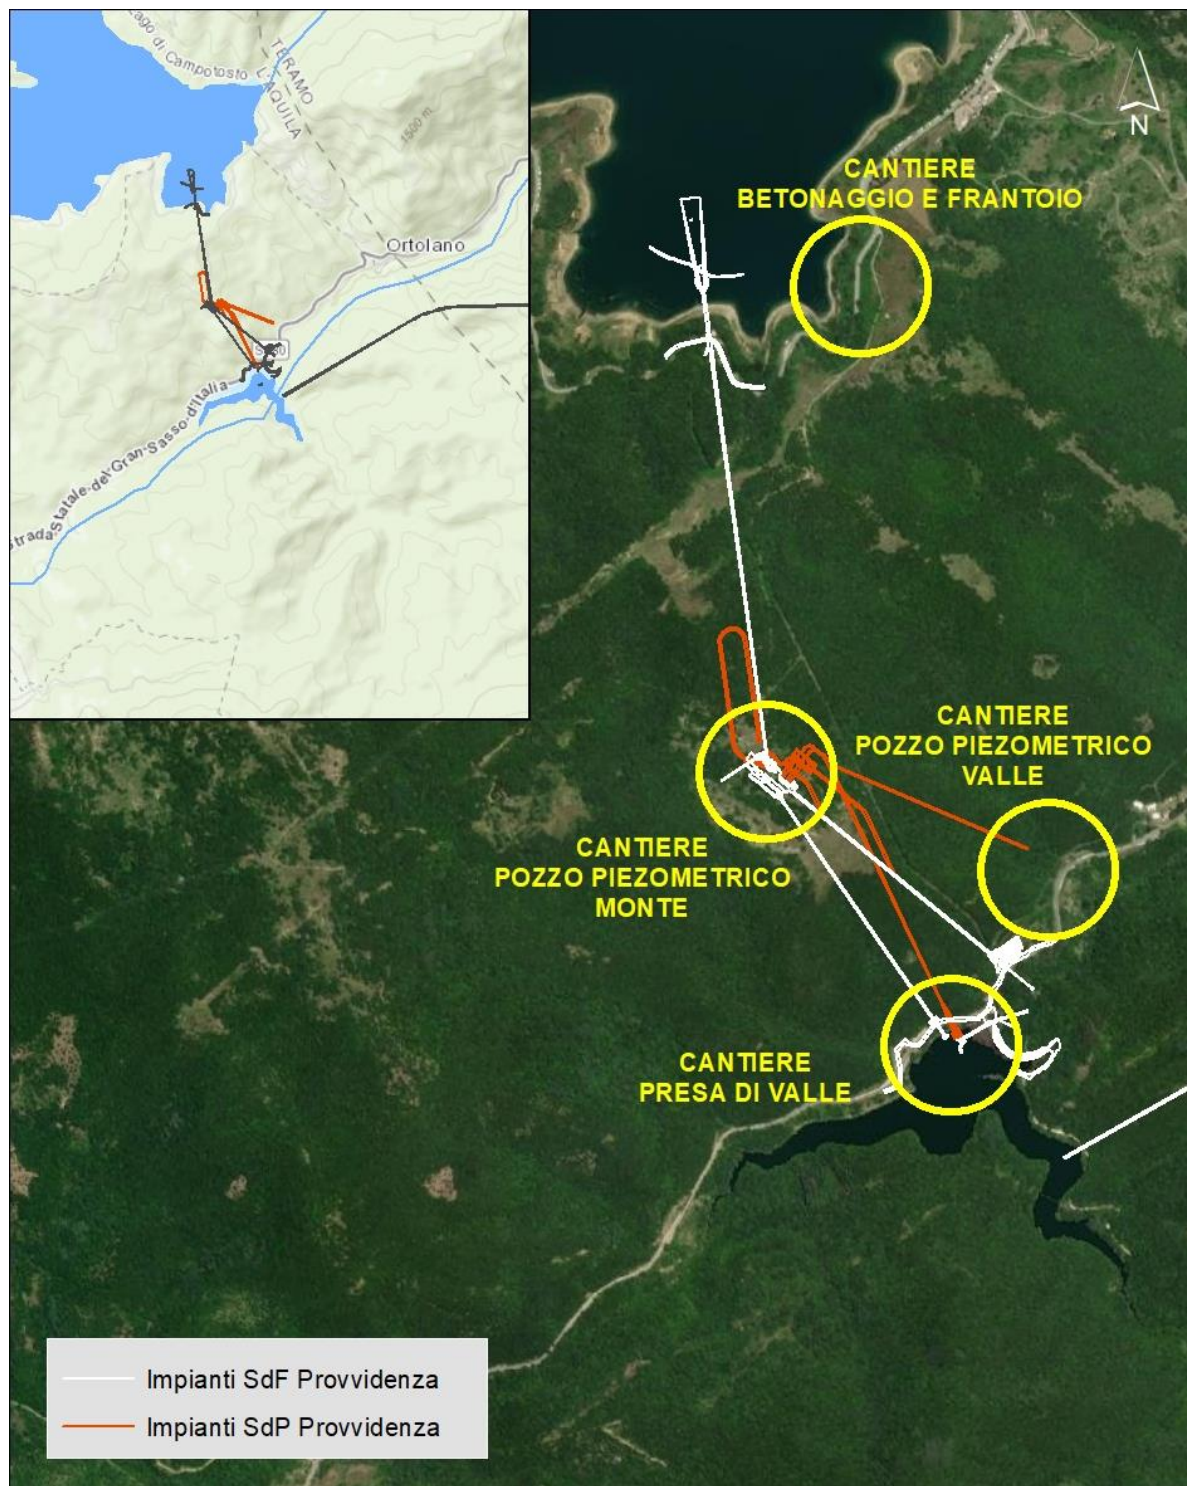 Lago di Campotosto
TERAMO
L'AQUILA
1500 m
Ortolano
Strada Statale del Gran Sasso d'Italia
N
CANTIERE
BETONAGGIO E FRANTOIO
CANTIERE
POZZO PIEZOMETRICO
VALLE
CANTIERE
POZZO PIEZOMETRICO
MONTE
CANTIERE
PRESA DI VALLE
Impianti SdF Provvidenza
Impianti SdP Provvidenza